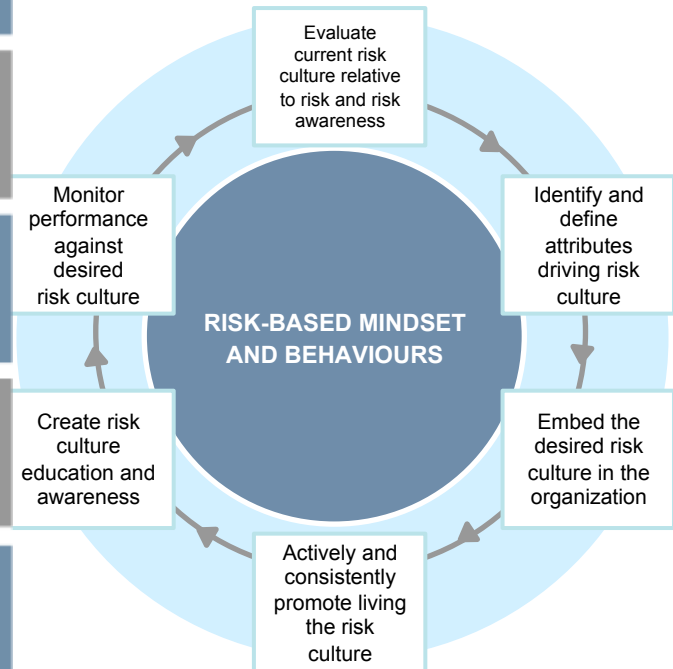 Evaluate
current risk
culture relative
to risk and risk
awareness
Identify and
define
attributes
driving risk
culture
Embed the
desired risk
culture in the
organization
Actively and
consistently
promote living
the risk
culture
Create risk
culture
education and
awareness
Monitor
performance
against
desired
risk culture
RISK-BASED MINDSET
AND BEHAVIOURS